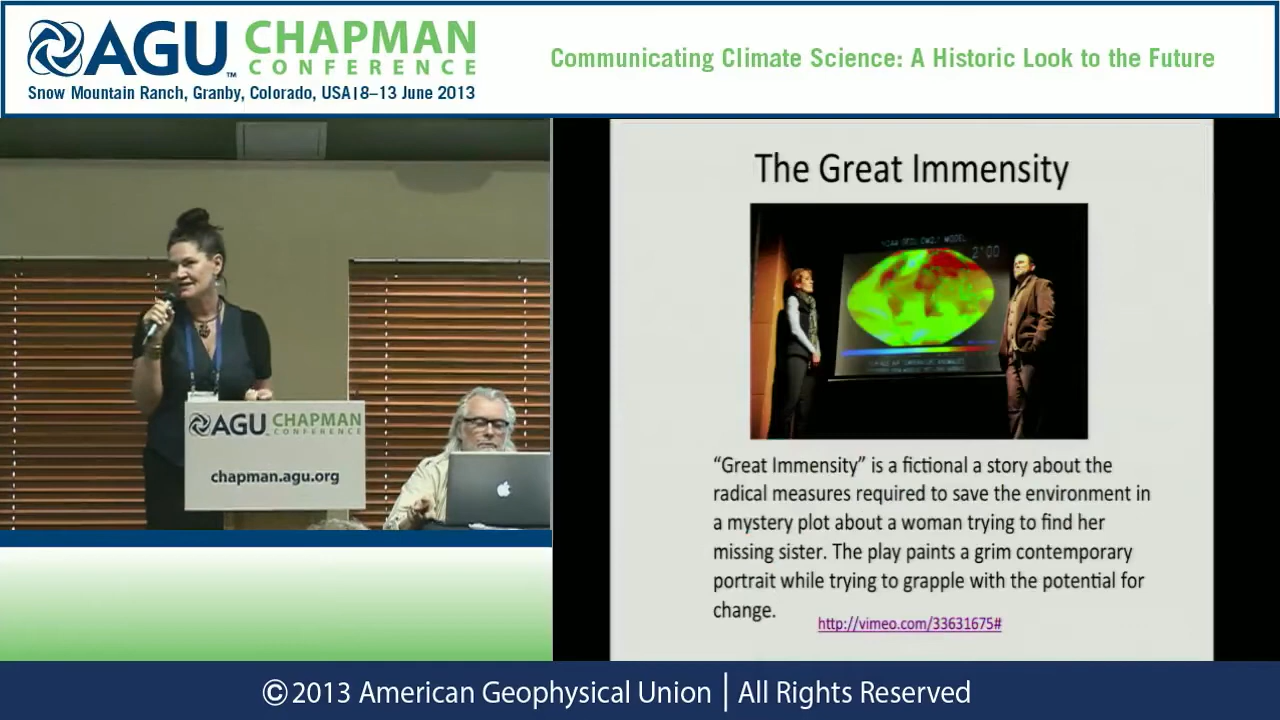 AGU CHAPMAN
CONFERENCE
Snow Mountain Ranch, Granby, Colorado, USA|8–13 June 2013
Communicating Climate Science: A Historic Look to the Future
The Great Immensity
2:00
“Great Immensity” is a fictional a story about the
radical measures required to save the environment in
a mystery plot about a woman trying to find her
missing sister. The play paints a grim contemporary
portrait while trying to grapple with the potential for
change.
http://vimeo.com/33631675#
AGU CHAPMAN
CONFERENCE
chapman.agu.org
©2013 American Geophysical Union | All Rights Reserved